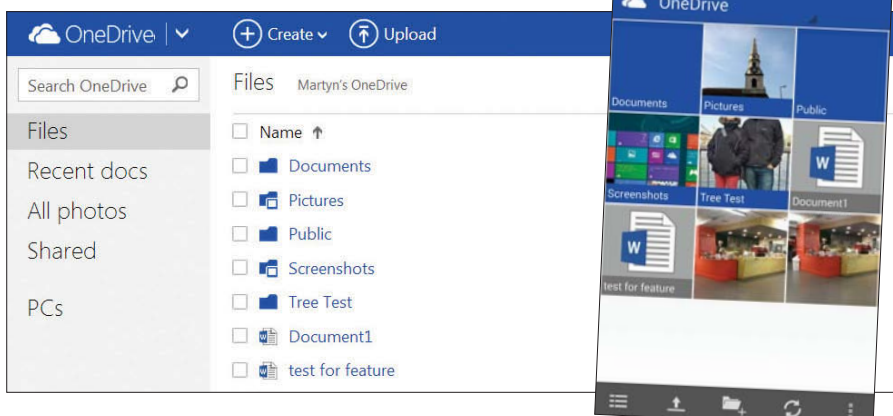 OneDrive
Create
Upload
Search OneDrive
Files
Recent docs
All photos
Shared
PCs
Files Martyn's OneDrive
Name
Documents
Pictures
Public
Screenshots
Tree Test
Document1
test for feature
OneDrive
Documents
Pictures
Public
Screenshots
Tree Test
W
Document1
W
test for feature